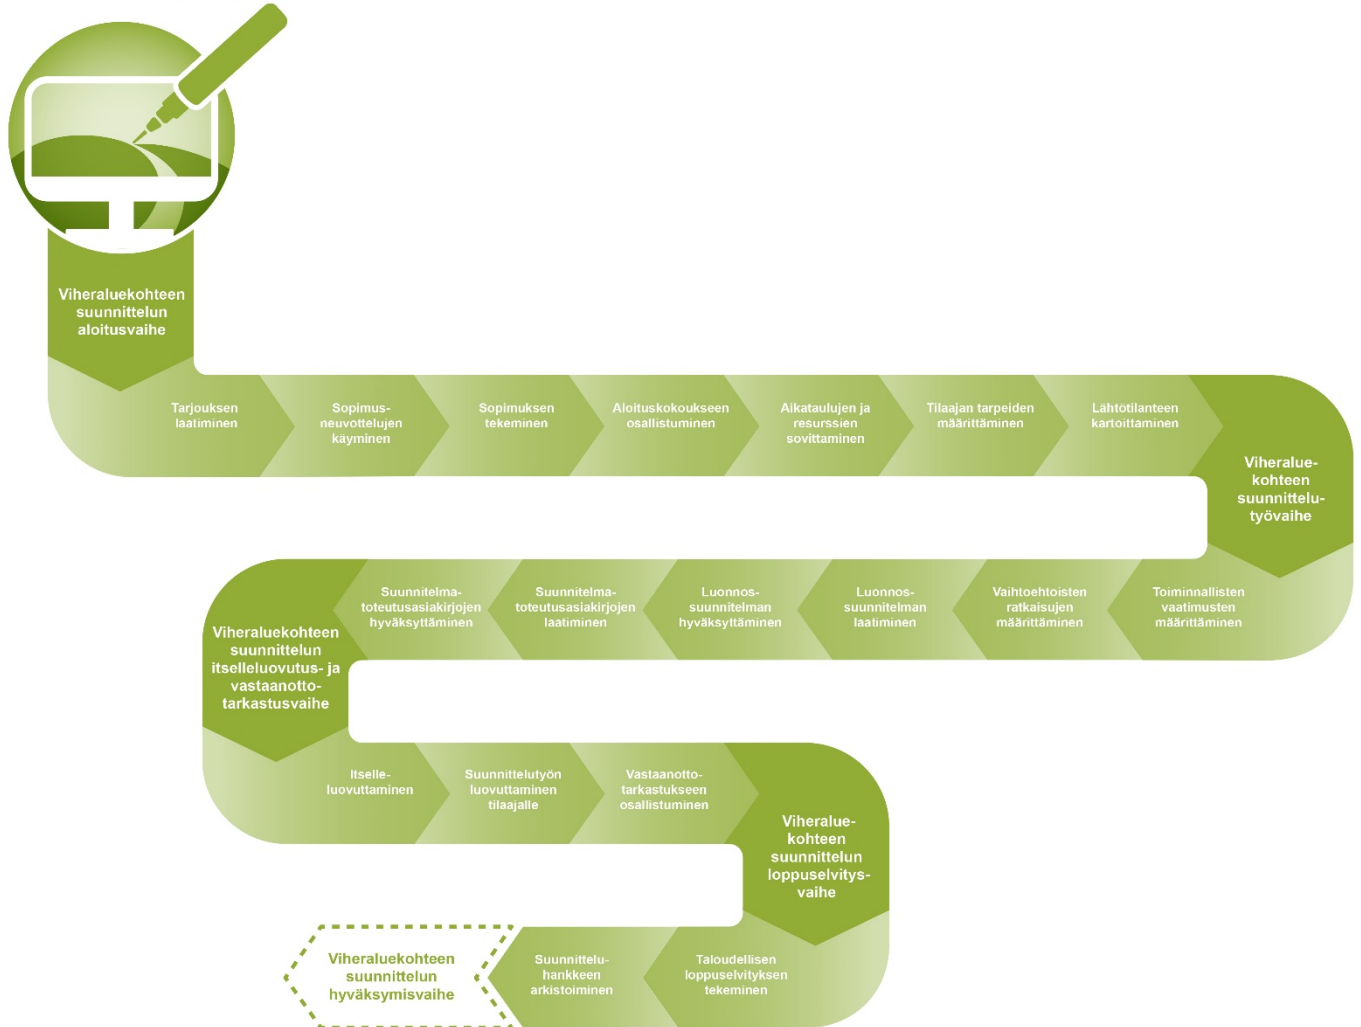 Viheraluekohteen
suunnittelun
aloitusvaihe
Tarjouksen
laatiminen
Sopimus-
neuvottelujen
käyminen
Sopimuksen
tekeminen
Aloituskokoukseen
osallistuminen
Aikataulujen ja
resurssien
sovittaminen
Tilaajan tarpeiden
määrittäminen
Lähtötilanteen
kartoittaminen
Viheralue-
kohteen
suunnittelu-
työvaihe
Toiminnallisten
vaatimusten
määrittäminen
Vaihtoehtoisten
ratkaisujen
määrittäminen
Luonnos-
suunnitelman
laatiminen
Luonnos-
suunnitelman
hyväksyttäminen
Suunnitelma-
toteutusasiakirjojen
laatiminen
Suunnitelma-
toteutusasiakirjojen
hyväksyttäminen
Viheraluekohteen
suunnittelun
itselleluovutus- ja
vastaanotto-
tarkastusvaihe
Itselle-
luovuttaminen
Suunnittelutyön
luovuttaminen
tilaajalle
Vastaanotto-
tarkastukseen
osallistuminen
Viheralue-
kohteen
suunnittelun
loppuselvitys-
vaihe
Taloudellisen
loppuselvityksen
tekeminen
Suunnittelu-
hankkeen
arkistoiminen
Viheraluekohteen
suunnittelun
hyväksymisvaihe